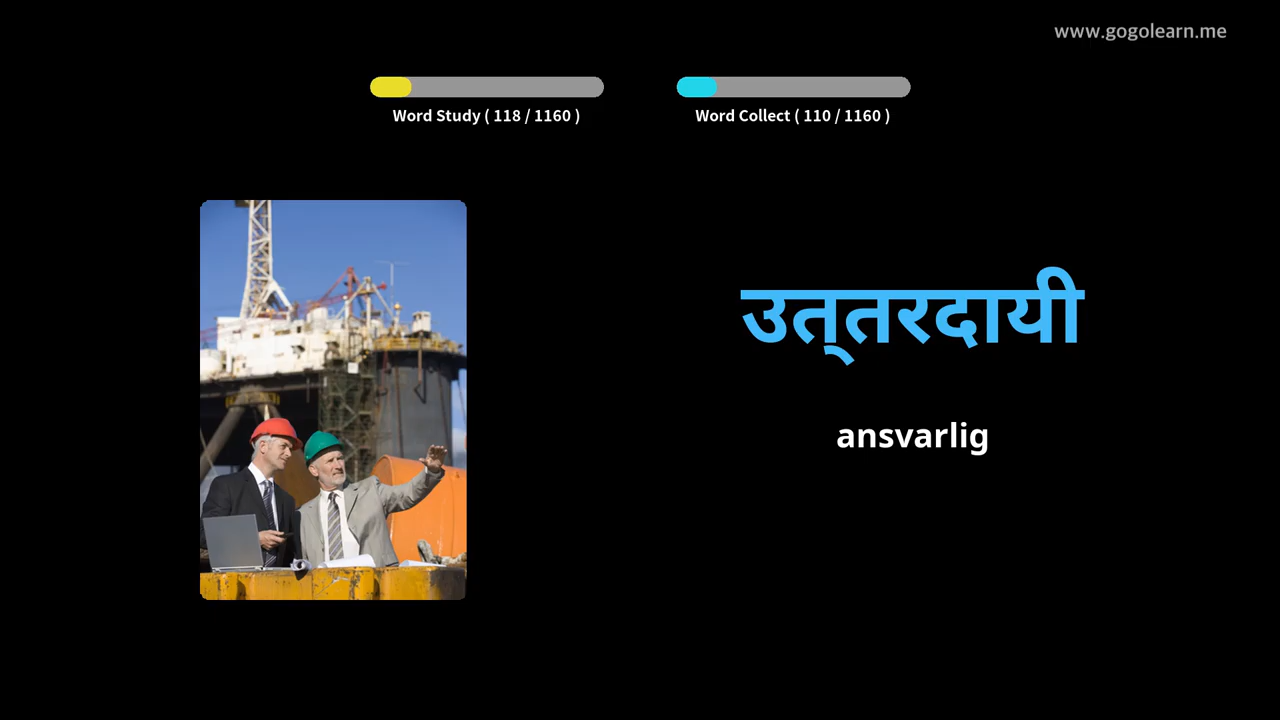 www.gogolearn.me
Word Study ( 118 / 1160 )
Word Collect ( 110 / 1160 )
उत्तरदायी
ansvarlig